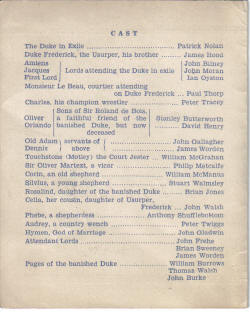 CAST
The Duke in Exile ... Patrick Nolan
Duke Frederick, the Usurper, his brother ... James Hood
Amiens ... John Bilney
Jacques } Lords attending the Duke in exile { John Moran
First Lord ... Ian Oyston
Monsieur Le Beau, courtier attending
on Duke Frederick ... Paul Thorp
Charles, his champion wrestler ... Peter Tracey
{ Sons of Sir Roland de Bois,
Oliver } a faithful friend of the { Stanley Butterworth
Orlando } banished Duke, but now ... David Henry
deceased
Old Adam } servants of { John Gallagher
Dennis } above { James Worden
Touchstone (Motley) the Court Jester ... William McGrahan
Sir Oliver Martext, a vicar ... Philip Metcalfe
Corin, an old shepherd ... William McManus
Silvius, a young shepherd ... Stuart Walmsley
Rosalind, daughter of the banished Duke ... Brian Jones
Celia, her cousin, daughter of Usurper,
Frederick ... John Walsh
Phebe, a shepherdess ... Anthony Shufflebottom
Audrey, a country wench ... Peter Twiggs
Hymen, God of Marriage ... John Gledwin
Attendant Lords ... John
Brian Sweeney
James Worden
Pages of the banished Duke ... William Burrows
Thomas Walsh
John Burke